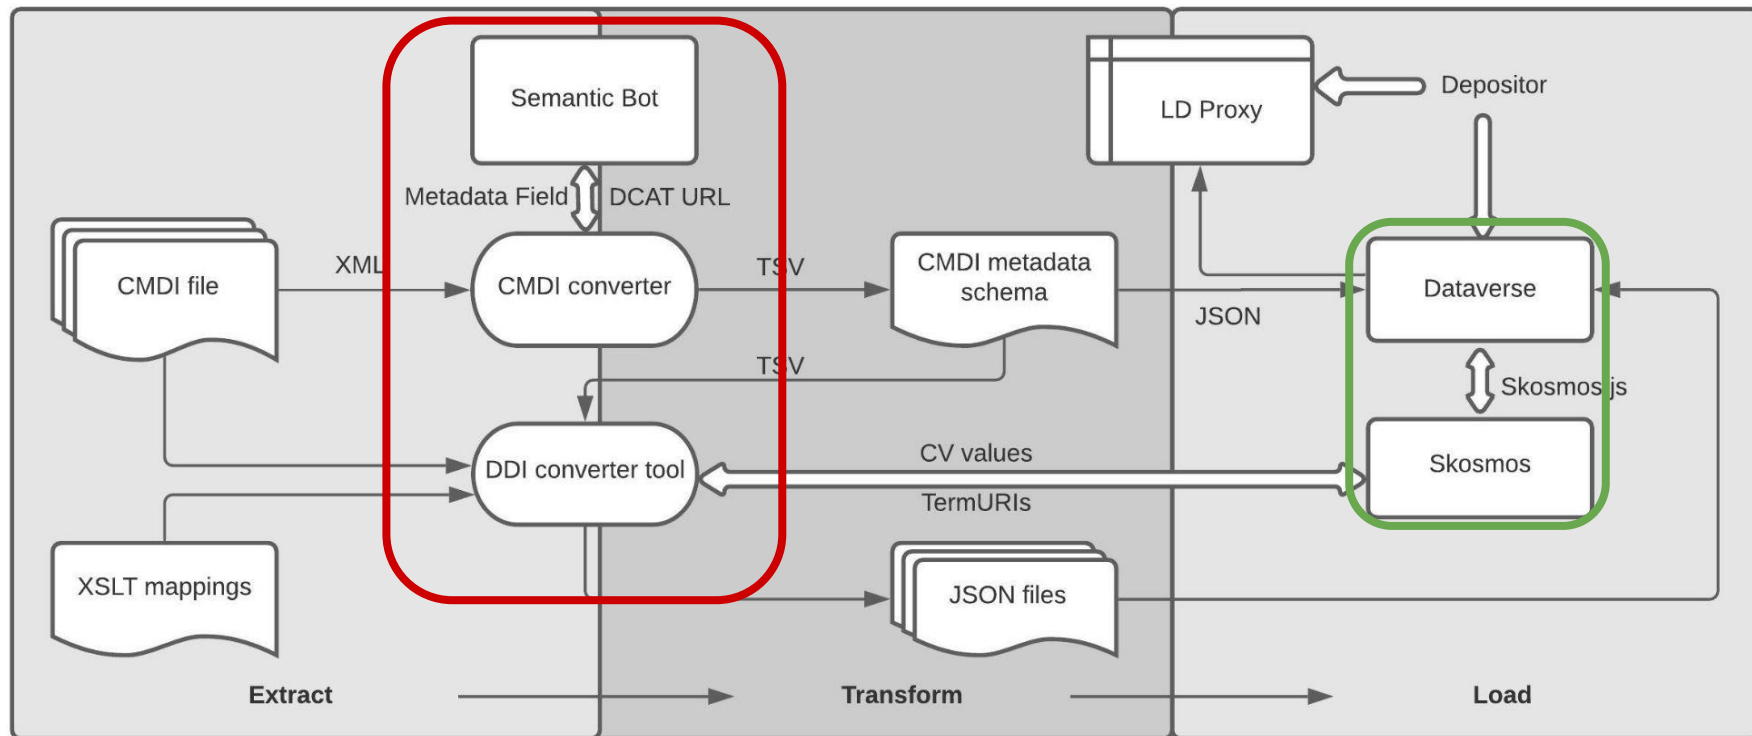 Semantic Bot
LD Proxy
Depositor
Metadata Field
DCAT URL
CMDI file
XML
CMDI converter
TSV
CMDI metadata
schema
JSON
Dataverse
TSV
Skosmos.js
DDI converter tool
CV values
TermURIs
Skosmos
XSLT mappings
JSON files
Extract
Transform
Load